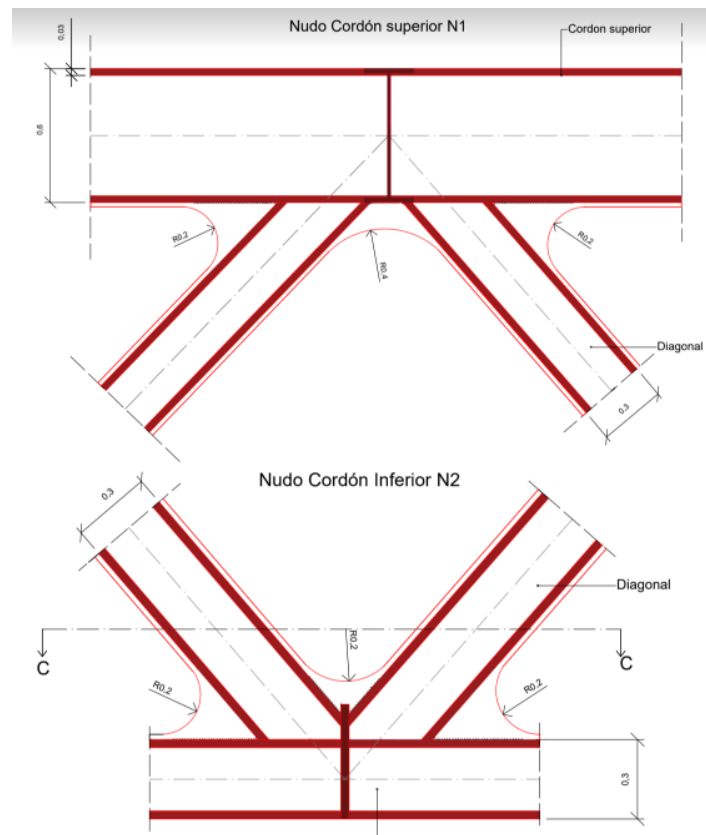 Nudo Cordón superior N1
0,03
Cordon superior
0,6
R0,2
R0,2
R0,4
Diagonal
0,3
Nudo Cordón Inferior N2
0,3
Diagonal
R0,2
C
C
R0,2
R0,2
0,3